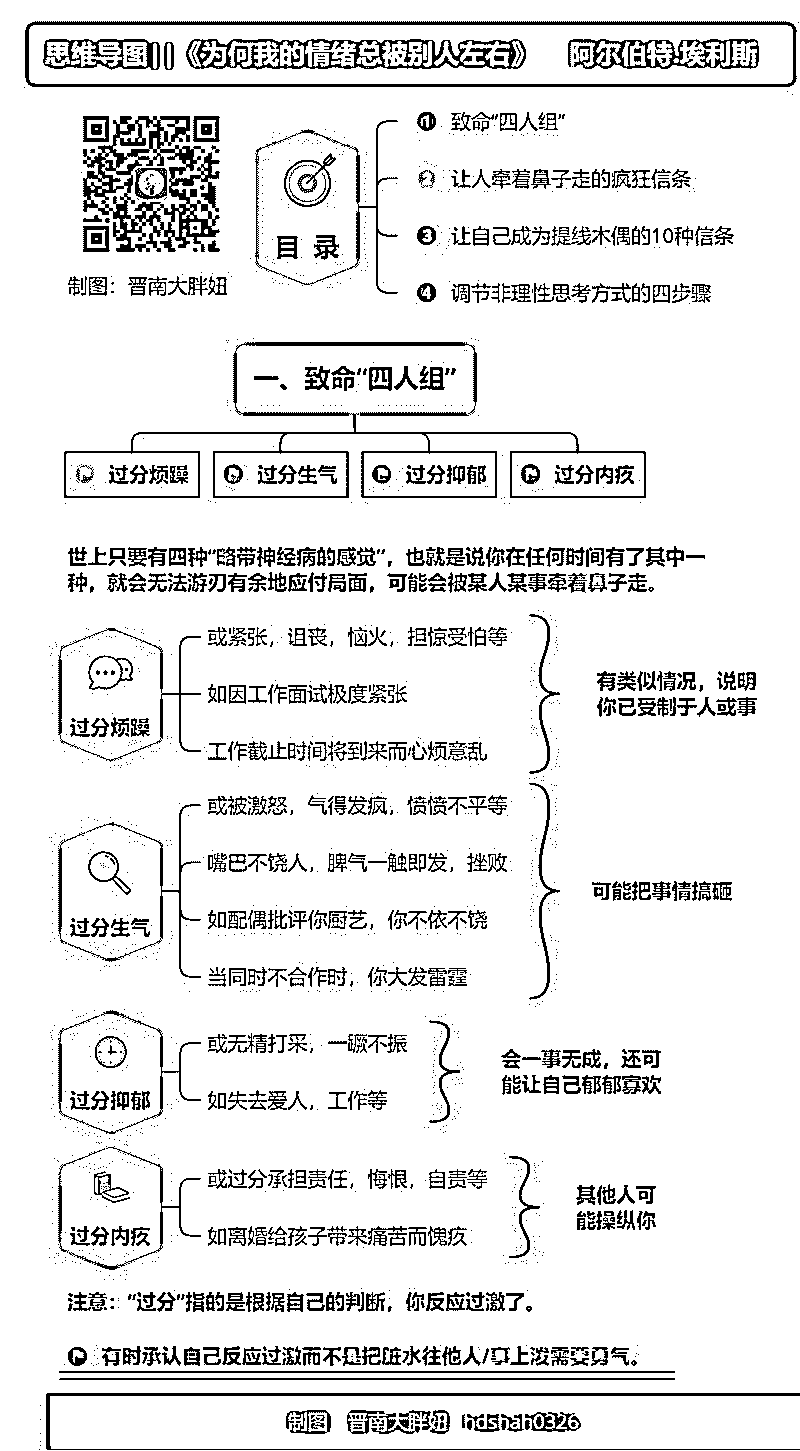 思维导图||《为何我的情绪总被别人左右》 阿尔伯特·埃利斯
❶ 致命“四人组”
❷ 让人牵着鼻子走的疯狂信条
❸ 让自己成为提线木偶的10种信条
❹ 调节非理性思考方式的四步骤
目 录
制图：晋南大胖妞
一、致命“四人组”
过分烦躁
过分生气
过分抑郁
过分内疚
世上只要有四种“略带神经病的感觉”，也就是说你在任何时间有了其中一
种，就会无法游刃有余地应付局面，可能会被某人某事牵着鼻子走。
过分烦躁
或紧张，诅丧，恼火，担惊受怕等
如因工作面试极度紧张
工作截止时间将到来而心烦意乱
有类似情况，说明
你已受制于人或事
过分生气
或被激怒，气得发疯，愤愤不平等
嘴巴不饶人，脾气一触即发，挫败
如配偶批评你厨艺，你不依不饶
当同时不合作时，你大发雷霆
可能把事情搞砸
过分抑郁
或无精打采，一蹶不振
如失去爱人，工作等
会一事无成，还可
能让自己郁郁寡欢
过分内疚
或过分承担责任，悔恨，自责等
如离婚给孩子带来痛苦而愧疚
其他人可
能操纵你
注意：“过分”指的是根据自己的判断，你反应过激了。
有时承认自己反应过激而不是把脏水往他人/事上泼需要勇气。
制图 晋南大胖妞 hdshah0326